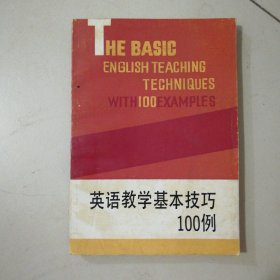 THE BASIC
ENGLISH TEACHING
TECHNIQUES
WITH 100 EXAMPLES
英语教学基本技巧
100例